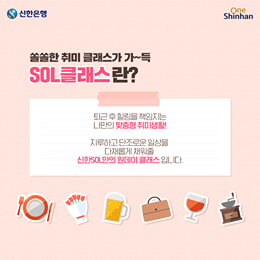 신한은행
One
Shinhan
쏠쏠한 취미 클래스가 가~득
SOL클래스란?
퇴근 후 힐링을 책임지는
나만의 맞춤형 취미생활!
지루하고 단조로운 일상을
다채롭게 채워줄
신한SOL만의 원데이 클래스 입니다.